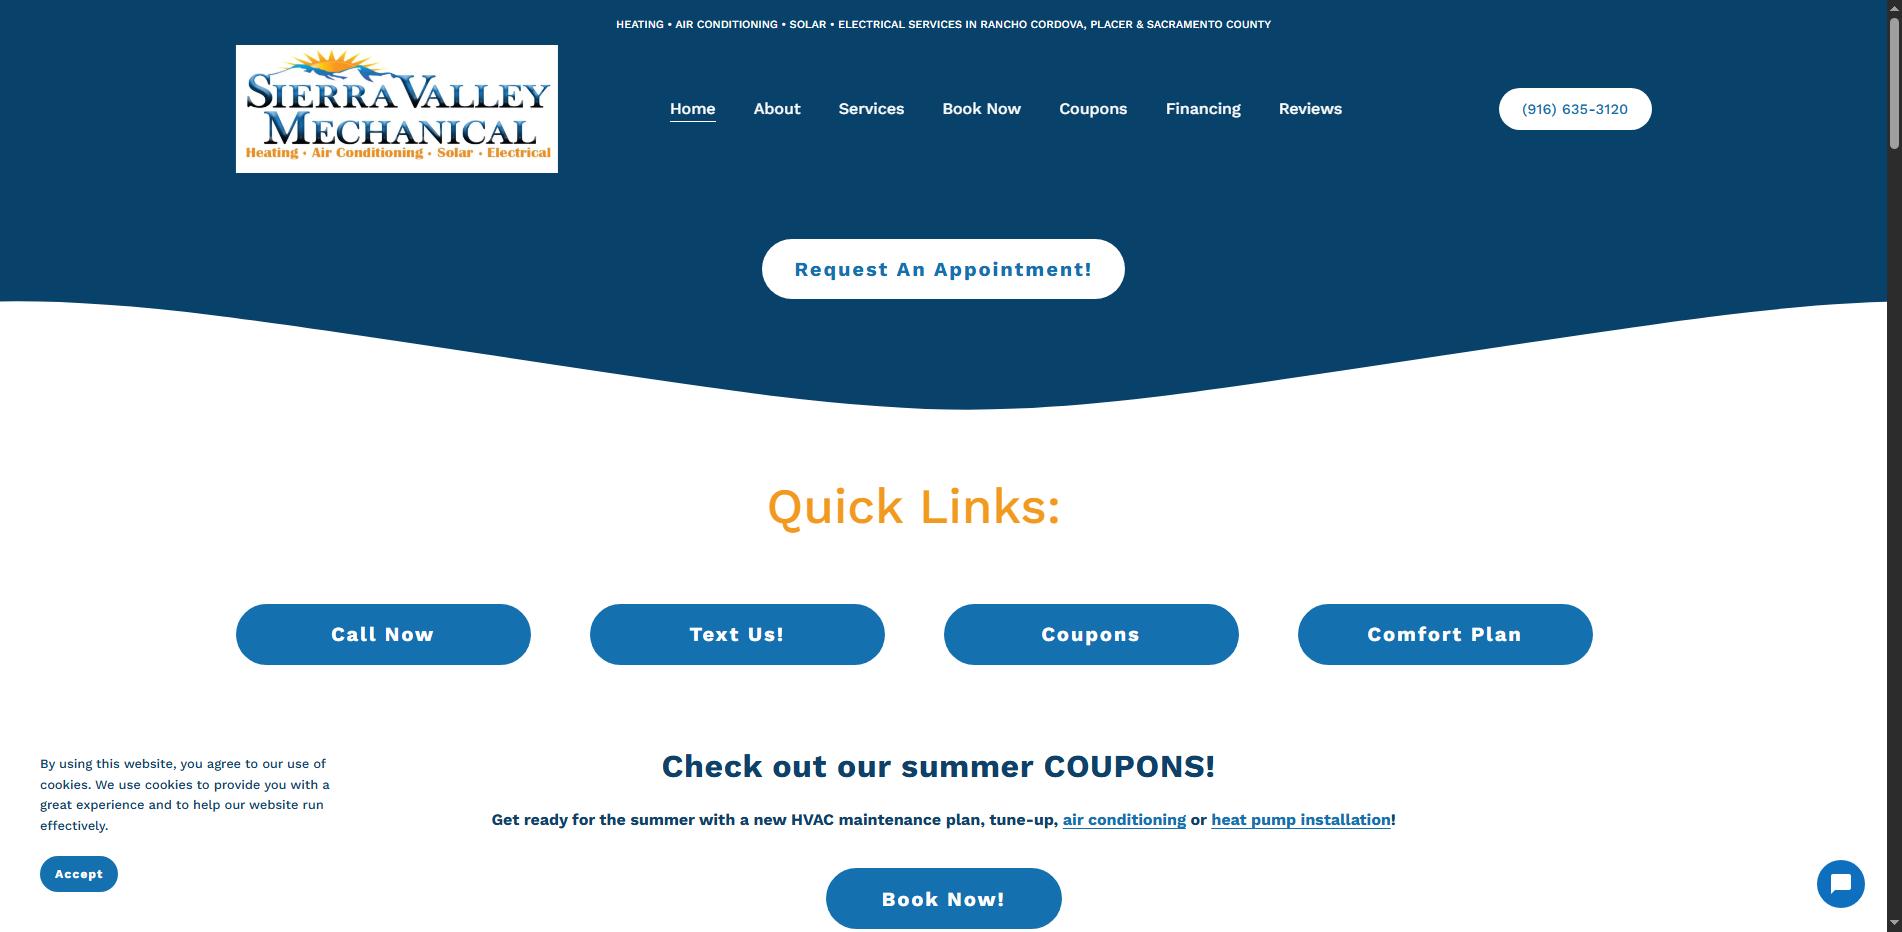 HEATING • AIR CONDITIONING • SOLAR • ELECTRICAL SERVICES IN RANCHO CORDOVA, PLACER & SACRAMENTO COUNTY
SIERRA VALLEY
MECHANICAL
Heating • Air Conditioning • Solar • Electrical
Home About Services Book Now Coupons Financing Reviews
(916) 635-3120
Request An Appointment!
Quick Links:
Call Now Text Us! Coupons Comfort Plan
Check out our summer COUPONS!
Get ready for the summer with a new HVAC maintenance plan, tune-up, air conditioning or heat pump installation!
Book Now!
By using this website, you agree to our use of
cookies. We use cookies to provide you with a
great experience and to help our website run
effectively.
Accept